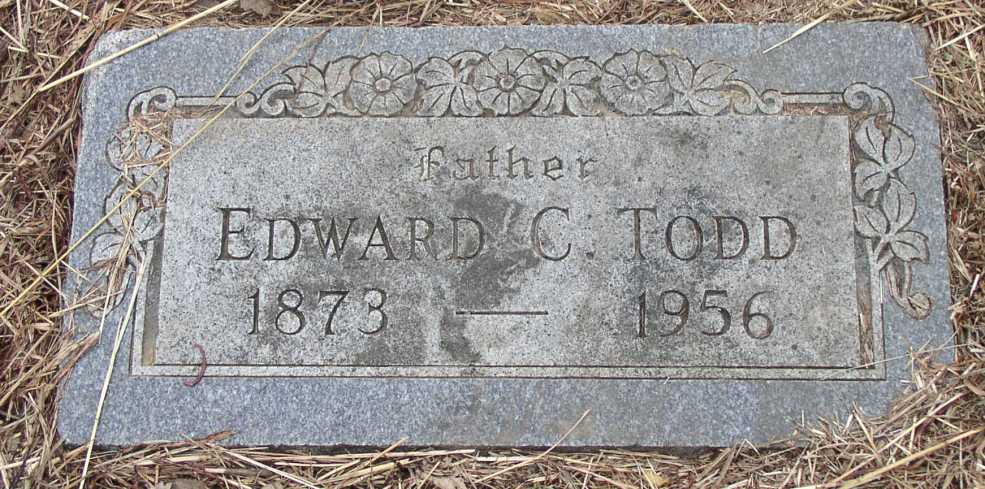 Father
EDWARD C. TODD
1873 — 1956